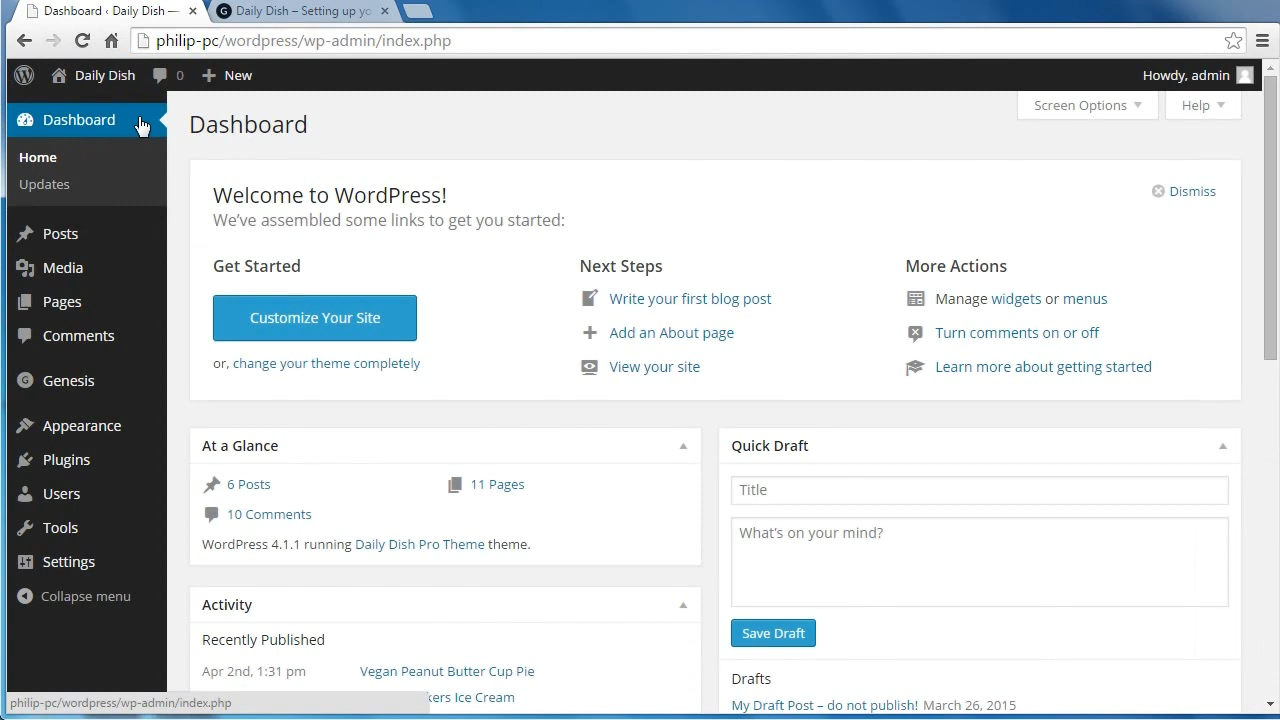 Dashboard ‹ Daily Dish —
Daily Dish – Setting up yo
philip-pc/wordpress/wp-admin/index.php
Daily Dish 0 New Howdy, admin
Screen Options Help
Dashboard
Home
Updates
Posts
Media
Pages
Comments
Genesis
Appearance
Plugins
Users
Tools
Settings
Collapse menu
Dashboard
Welcome to WordPress!
Dismiss
We've assembled some links to get you started:
Get Started
Customize Your Site
or, change your theme completely
Next Steps
Write your first blog post
Add an About page
View your site
More Actions
Manage widgets or menus
Turn comments on or off
Learn more about getting started
At a Glance
6 Posts 11 Pages
10 Comments
WordPress 4.1.1 running Daily Dish Pro Theme theme.
Activity
Recently Published
Apr 2nd, 1:31 pm Vegan Peanut Butter Cup Pie
kers Ice Cream
Quick Draft
Title
What's on your mind?
Save Draft
Drafts
My Draft Post – do not publish! March 26, 2015
philip-pc/wordpress/wp-admin/index.php